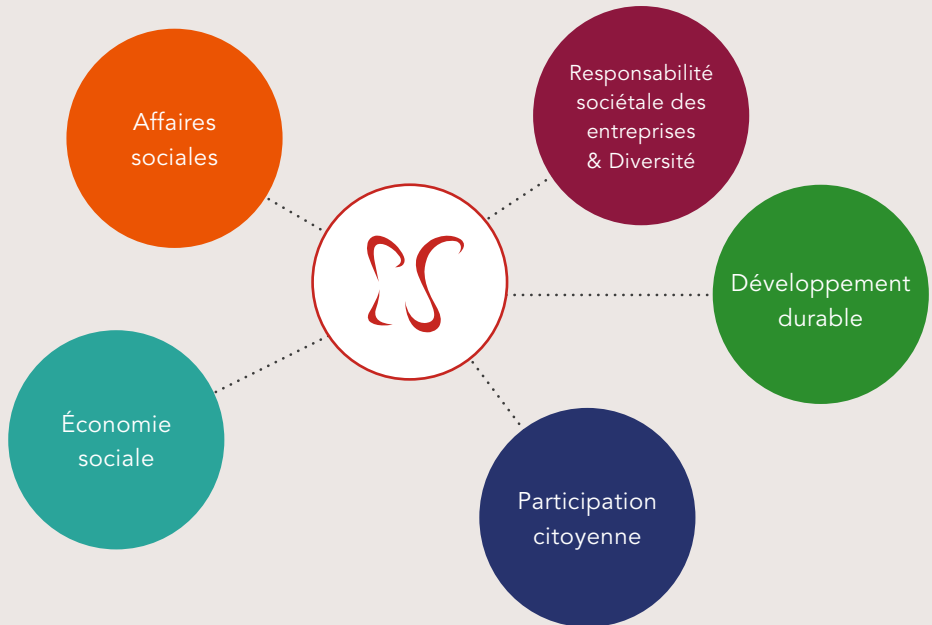 Affaires
sociales
Responsabilité
sociétale des
entreprises
& Diversité
Développement
durable
Économie
sociale
Participation
citoyenne